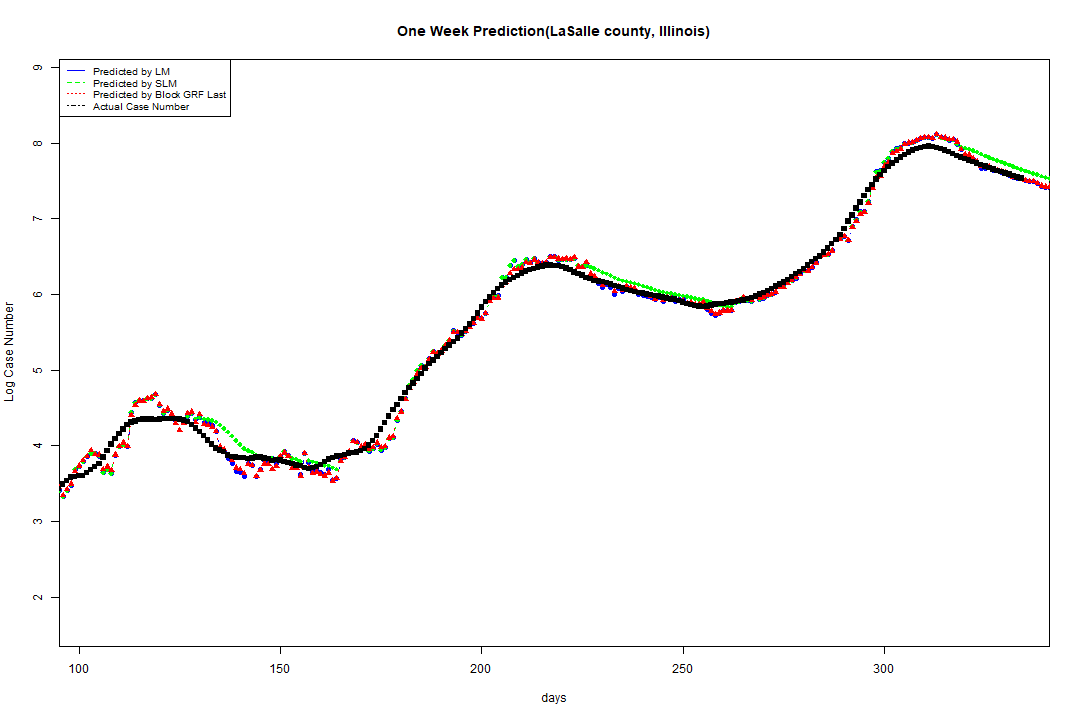 One Week Prediction(LaSalle county, Illinois)
Predicted by LM
Predicted by SLM
Predicted by Block GRF Last
Actual Case Number
9
8
7
6
5
4
3
2
Log Case Number
100 150 200 250 300
days